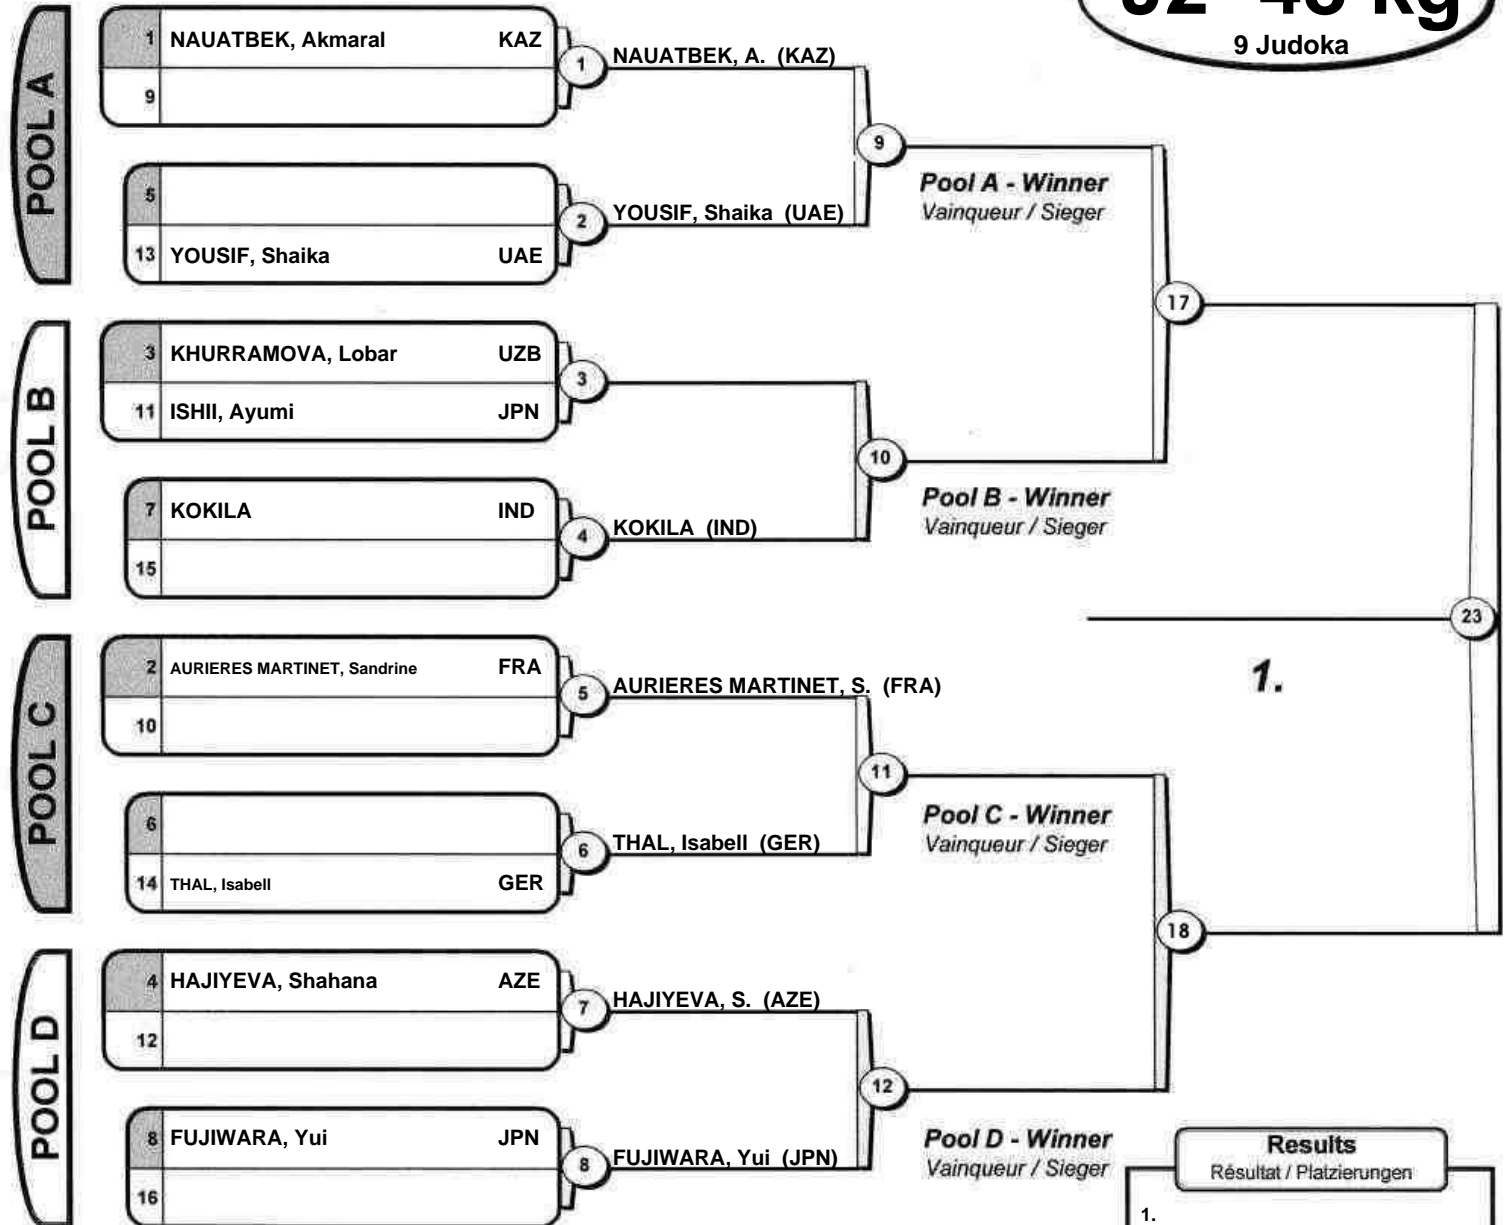 9 Judoka
POOL A
1 NAUATBEK, Akmaral KAZ
9
1
NAUATBEK, A. (KAZ)
5
13 YOUSIF, Shaika UAE
2
YOUSIF, Shaika (UAE)
9
Pool A - Winner
Vainqueur / Sieger
17
POOL B
3 KHURRAMOVA, Lobar UZB
11 ISHII, Ayumi JPN
3
7 KOKILA IND
15
4
KOKILA (IND)
10
Pool B - Winner
Vainqueur / Sieger
23
1.
POOL C
2 AURIERES MARTINET, Sandrine FRA
10
5
AURIERES MARTINET, S. (FRA)
6
14 THAL, Isabell GER
6
THAL, Isabell (GER)
11
Pool C - Winner
Vainqueur / Sieger
18
POOL D
4 HAJIYEVA, Shahana AZE
12
7
HAJIYEVA, S. (AZE)
8 FUJIWARA, Yui JPN
16
8
FUJIWARA, Yui (JPN)
12
Pool D - Winner
Vainqueur / Sieger
Results
Résultat / Platzierungen
1.